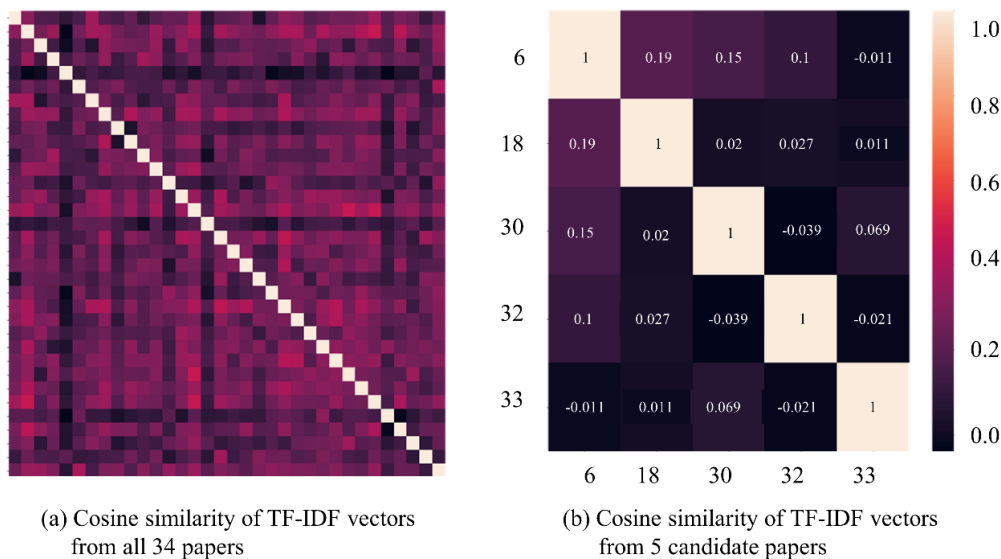 6 1 0.19 0.15 0.1 -0.011
18 0.19 1 0.02 0.027 0.011
30 0.15 0.02 1 -0.039 0.069
32 0.1 0.027 -0.039 1 -0.021
33 -0.011 0.011 0.069 -0.021 1
6 18 30 32 33
1.0
0.8
0.6
0.4
0.2
0.0
(a) Cosine similarity of TF-IDF vectors
from all 34 papers
(b) Cosine similarity of TF-IDF vectors
from 5 candidate papers